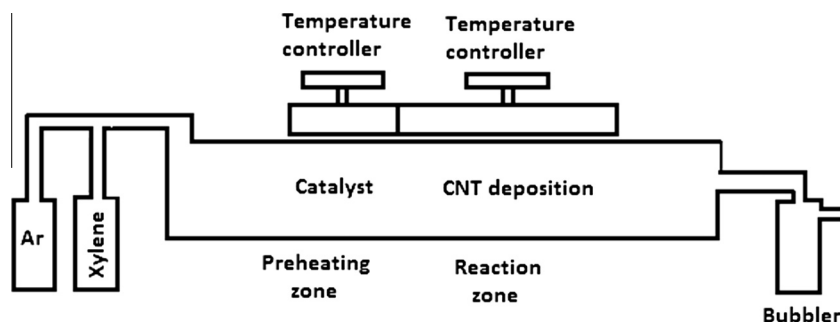 Temperature
controller
Temperature
controller
Catalyst
CNT deposition
Ar
Xylene
Preheating
zone
Reaction
zone
Bubbler